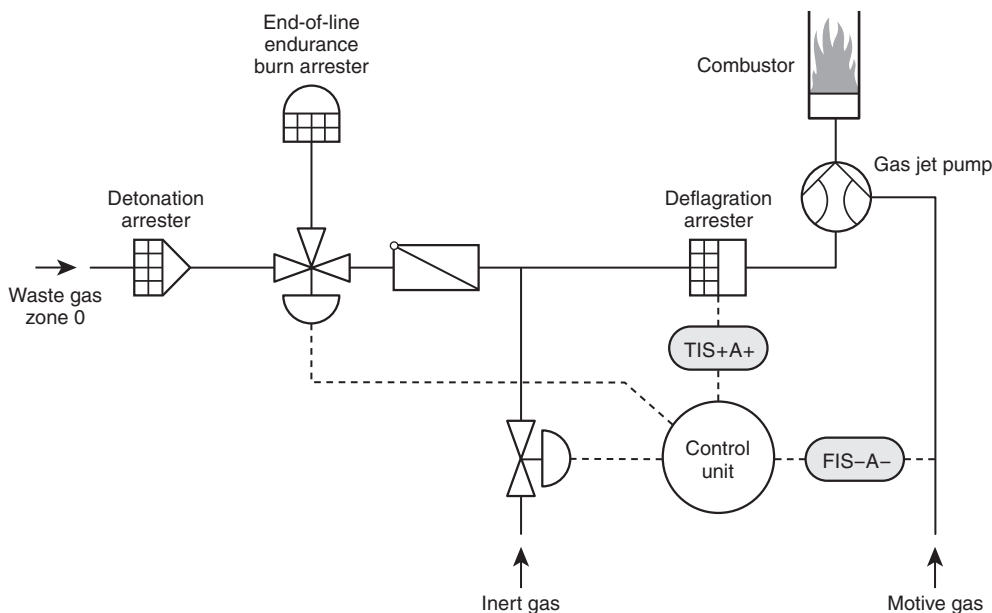 End-of-line
endurance
burn arrester
Combustor
Gas jet pump
Detonation
arrester
Deflagration
arrester
Waste gas
zone 0
TIS+A+
Control
unit
FIS–A–
Inert gas
Motive gas